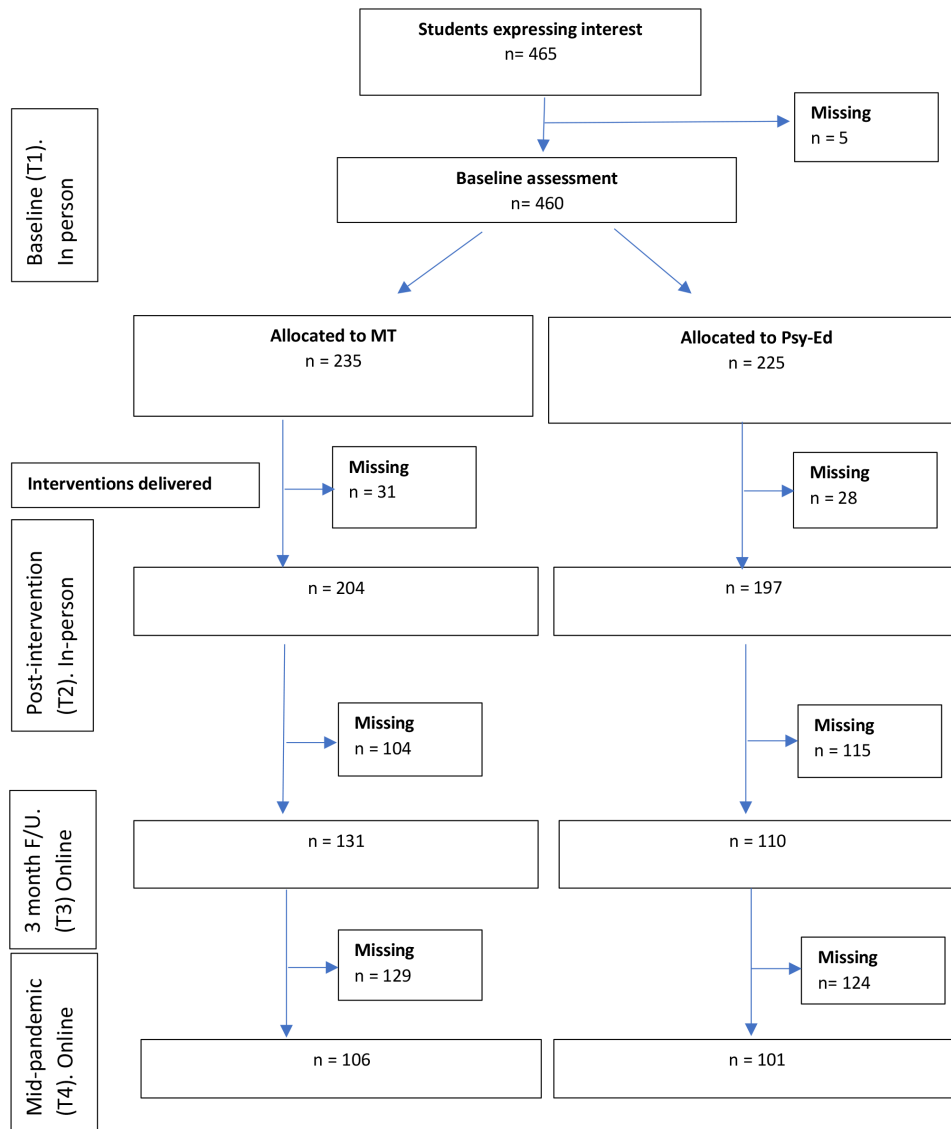 Students expressing interest
n= 465
Missing
n = 5
Baseline (T1).
In person
Baseline assessment
n= 460
Allocated to MT
n = 235
Allocated to Psy-Ed
n = 225
Interventions delivered
Missing
n = 31
Missing
n = 28
Post-intervention
(T2). In-person
n = 204
n = 197
Missing
n = 104
Missing
n = 115
3 month F/U.
(T3) Online
n = 131
n = 110
Missing
n = 129
Missing
n= 124
Mid-pandemic
(T4). Online
n = 106
n = 101